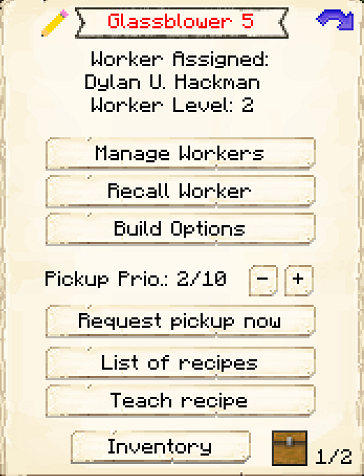 Glassblower 5
Worker Assigned:
Dylan U. Hackman
Worker Level: 2
Manage Workers
Recall Worker
Build Options
Pickup Prio.: 2/10 - +
Request pickup now
List of recipes
Teach recipe
Inventory
1/2